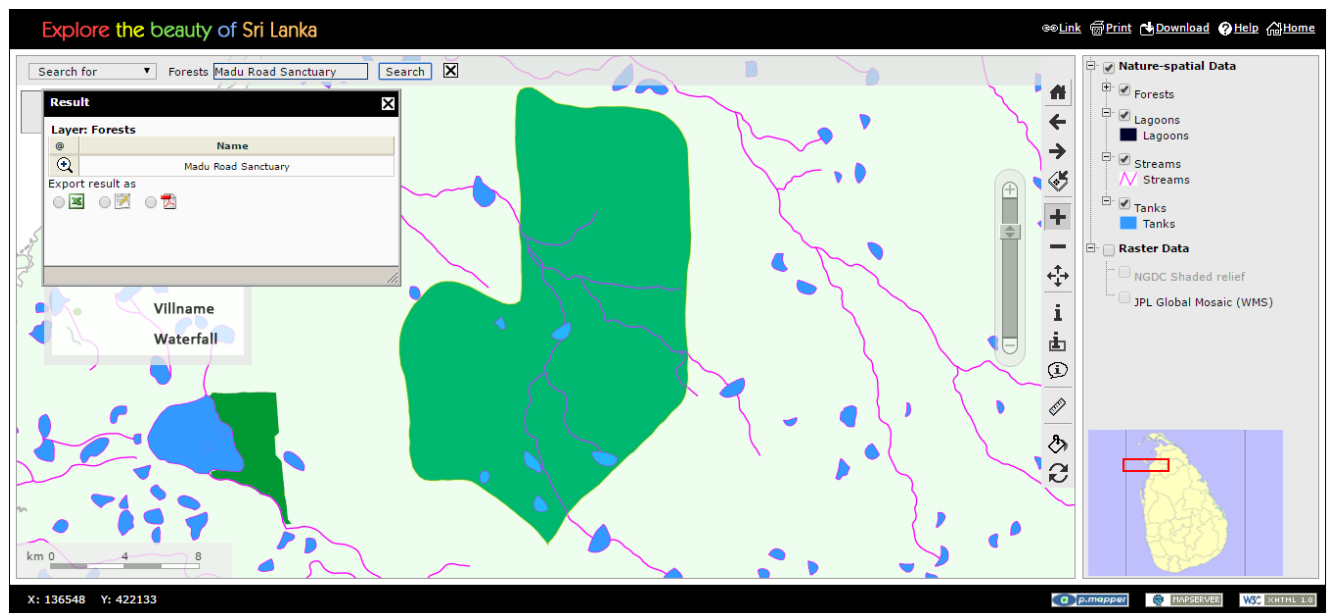 Explore the beauty of Sri Lanka
Link Print Download Help Home
Search for Forests Madu Road Sanctuary Search
Result
Layer: Forests
@ Name
Madu Road Sanctuary
Export result as
Villname
Waterfall
km 0 4 8
Nature-spatial Data
Forests
Lagoons
Lagoons
Streams
Streams
Tanks
Tanks
Raster Data
NGDC Shaded relief
JPL Global Mosaic (WMS)
X: 136548 Y: 422133
p.mapper MAPSERVER W3C XHTML 1.0